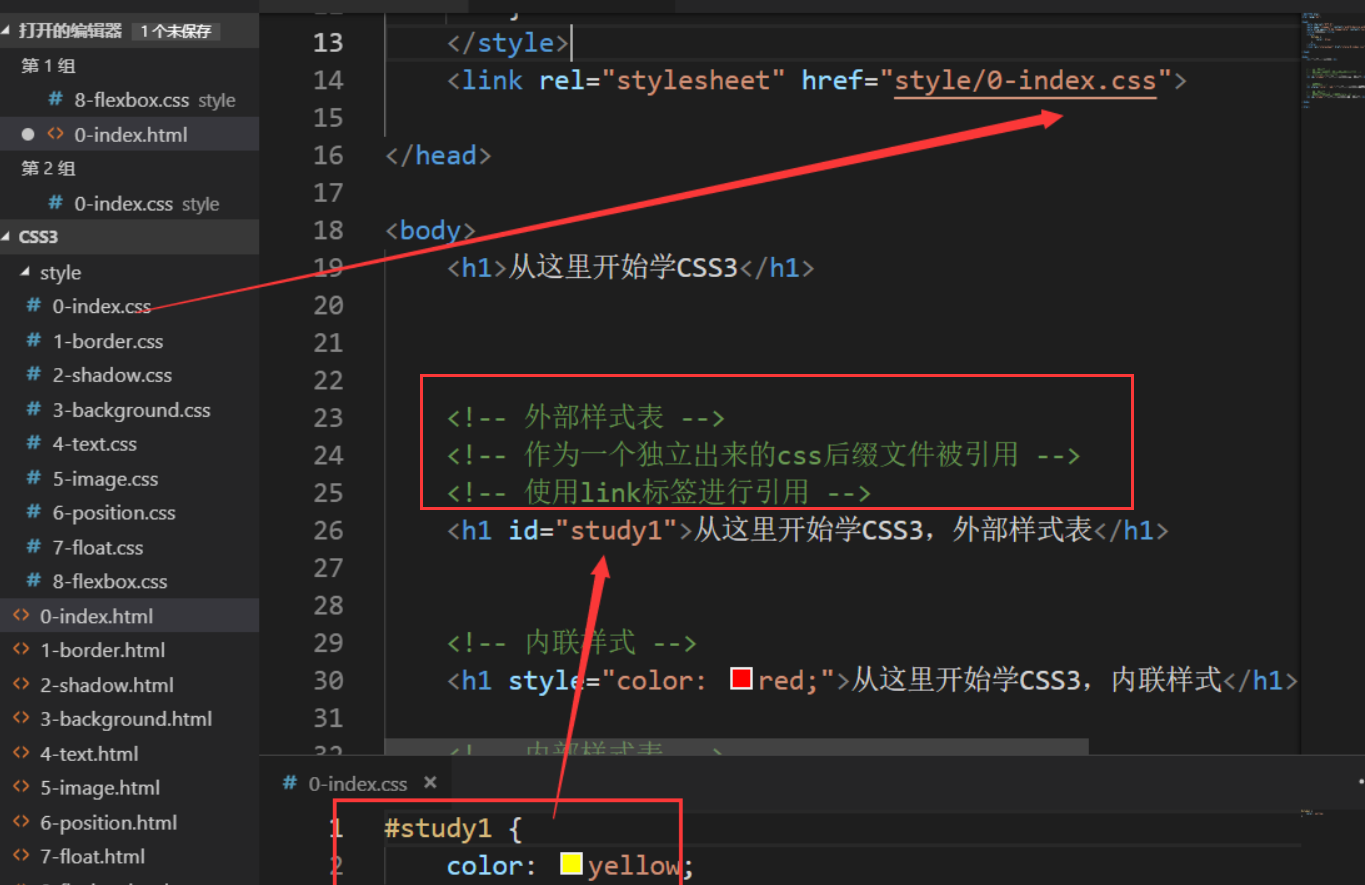 打开的编辑器 1 个未保存
第 1 组
# 8-flexbox.css style
<> 0-index.html
第 2 组
# 0-index.css style
CSS3
style
# 0-index.css
# 1-border.css
# 2-shadow.css
# 3-background.css
# 4-text.css
# 5-image.css
# 6-position.css
# 7-float.css
# 8-flexbox.css
<> 0-index.html
<> 1-border.html
<> 2-shadow.html
<> 3-background.html
<> 4-text.html
<> 5-image.html
<> 6-position.html
<> 7-float.html
13 </style>
14 <link rel="stylesheet" href="style/0-index.css">
15
16 </head>
17
18 <body>
19 <h1>从这里开始学CSS3</h1>
20
21
22
23 <!-- 外部样式表 -->
24 <!-- 作为一个独立出来的css后缀文件被引用 -->
25 <!-- 使用link标签进行引用 -->
26 <h1 id="study1">从这里开始学CSS3，外部样式表</h1>
27
28
29 <!-- 内联样式 -->
30 <h1 style="color: red;">从这里开始学CSS3，内联样式</h1>
31
32 <!-- 内部样式表 -->
# 0-index.css ×
1 #study1 {
2 color: yellow;